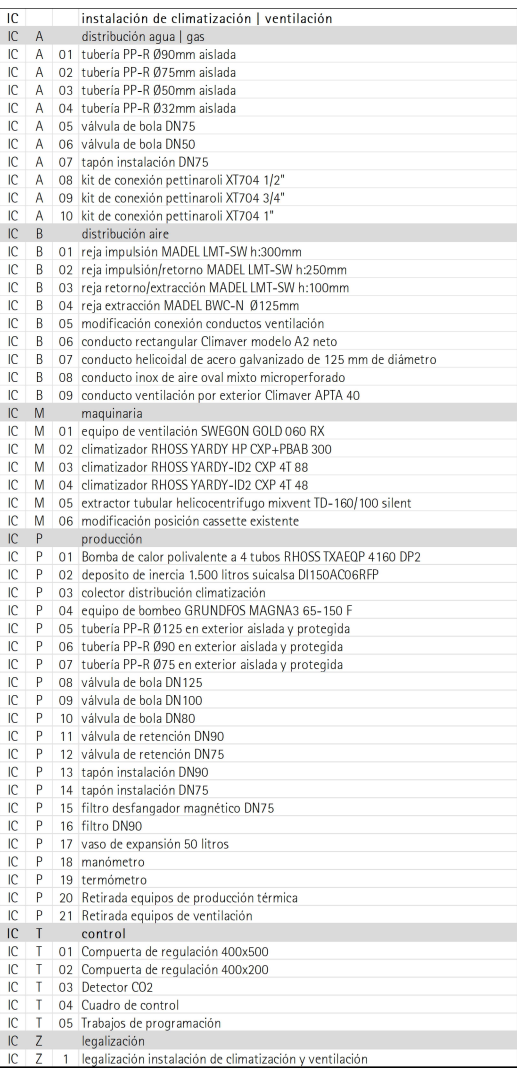 IC instalación de climatización | ventilación
IC A distribución agua | gas
IC A 01 tubería PP-R Ø90mm aislada
IC A 02 tubería PP-R Ø75mm aislada
IC A 03 tubería PP-R Ø50mm aislada
IC A 04 tubería PP-R Ø32mm aislada
IC A 05 válvula de bola DN75
IC A 06 válvula de bola DN50
IC A 07 tapón instalación DN75
IC A 08 kit de conexión pettinaroli XT704 1/2"
IC A 09 kit de conexión pettinaroli XT704 3/4"
IC A 10 kit de conexión pettinaroli XT704 1"
IC B distribución aire
IC B 01 reja impulsión MADEL LMT-SW h:300mm
IC B 02 reja impulsión/retorno MADEL LMT-SW h:250mm
IC B 03 reja retorno/extracción MADEL LMT-SW h:100mm
IC B 04 reja extracción MADEL BWC-N Ø125mm
IC B 05 modificación conexión conductos ventilación
IC B 06 conducto rectangular Climaver modelo A2 neto
IC B 07 conducto helicoidal de acero galvanizado de 125 mm de diámetro
IC B 08 conducto inox de aire oval mixto microperforado
IC B 09 conducto ventilación por exterior Climaver APTA 40
IC M maquinaria
IC M 01 equipo de ventilación SWEGON GOLD 060 RX
IC M 02 climatizador RHOSS YARDY HP CXP+PBAB 300
IC M 03 climatizador RHOSS YARDY-ID2 CXP 4T 88
IC M 04 climatizador RHOSS YARDY-ID2 CXP 4T 48
IC M 05 extractor tubular helicocentrifugo mixvent TD-160/100 silent
IC M 06 modificación posición cassette existente
IC P producción
IC P 01 Bomba de calor polivalente a 4 tubos RHOSS TXAEQP 4160 DP2
IC P 02 deposito de inercia 1.500 litros suicalsa DI150AC06RFP
IC P 03 colector distribución climatización
IC P 04 equipo de bombeo GRUNDFOS MAGNA3 65-150 F
IC P 05 tubería PP-R Ø125 en exterior aislada y protegida
IC P 06 tubería PP-R Ø90 en exterior aislada y protegida
IC P 07 tubería PP-R Ø75 en exterior aislada y protegida
IC P 08 válvula de bola DN125
IC P 09 válvula de bola DN100
IC P 10 válvula de bola DN80
IC P 11 válvula de retención DN90
IC P 12 válvula de retención DN75
IC P 13 tapón instalación DN90
IC P 14 tapón instalación DN75
IC P 15 filtro desfangador magnético DN75
IC P 16 filtro DN90
IC P 17 vaso de expansión 50 litros
IC P 18 manómetro
IC P 19 termómetro
IC P 20 Retirada equipos de producción térmica
IC P 21 Retirada equipos de ventilación
IC T control
IC T 01 Compuerta de regulación 400x500
IC T 02 Compuerta de regulación 400x200
IC T 03 Detector CO2
IC T 04 Cuadro de control
IC T 05 Trabajos de programación
IC Z legalización
IC Z 1 legalización instalación de climatización y ventilación